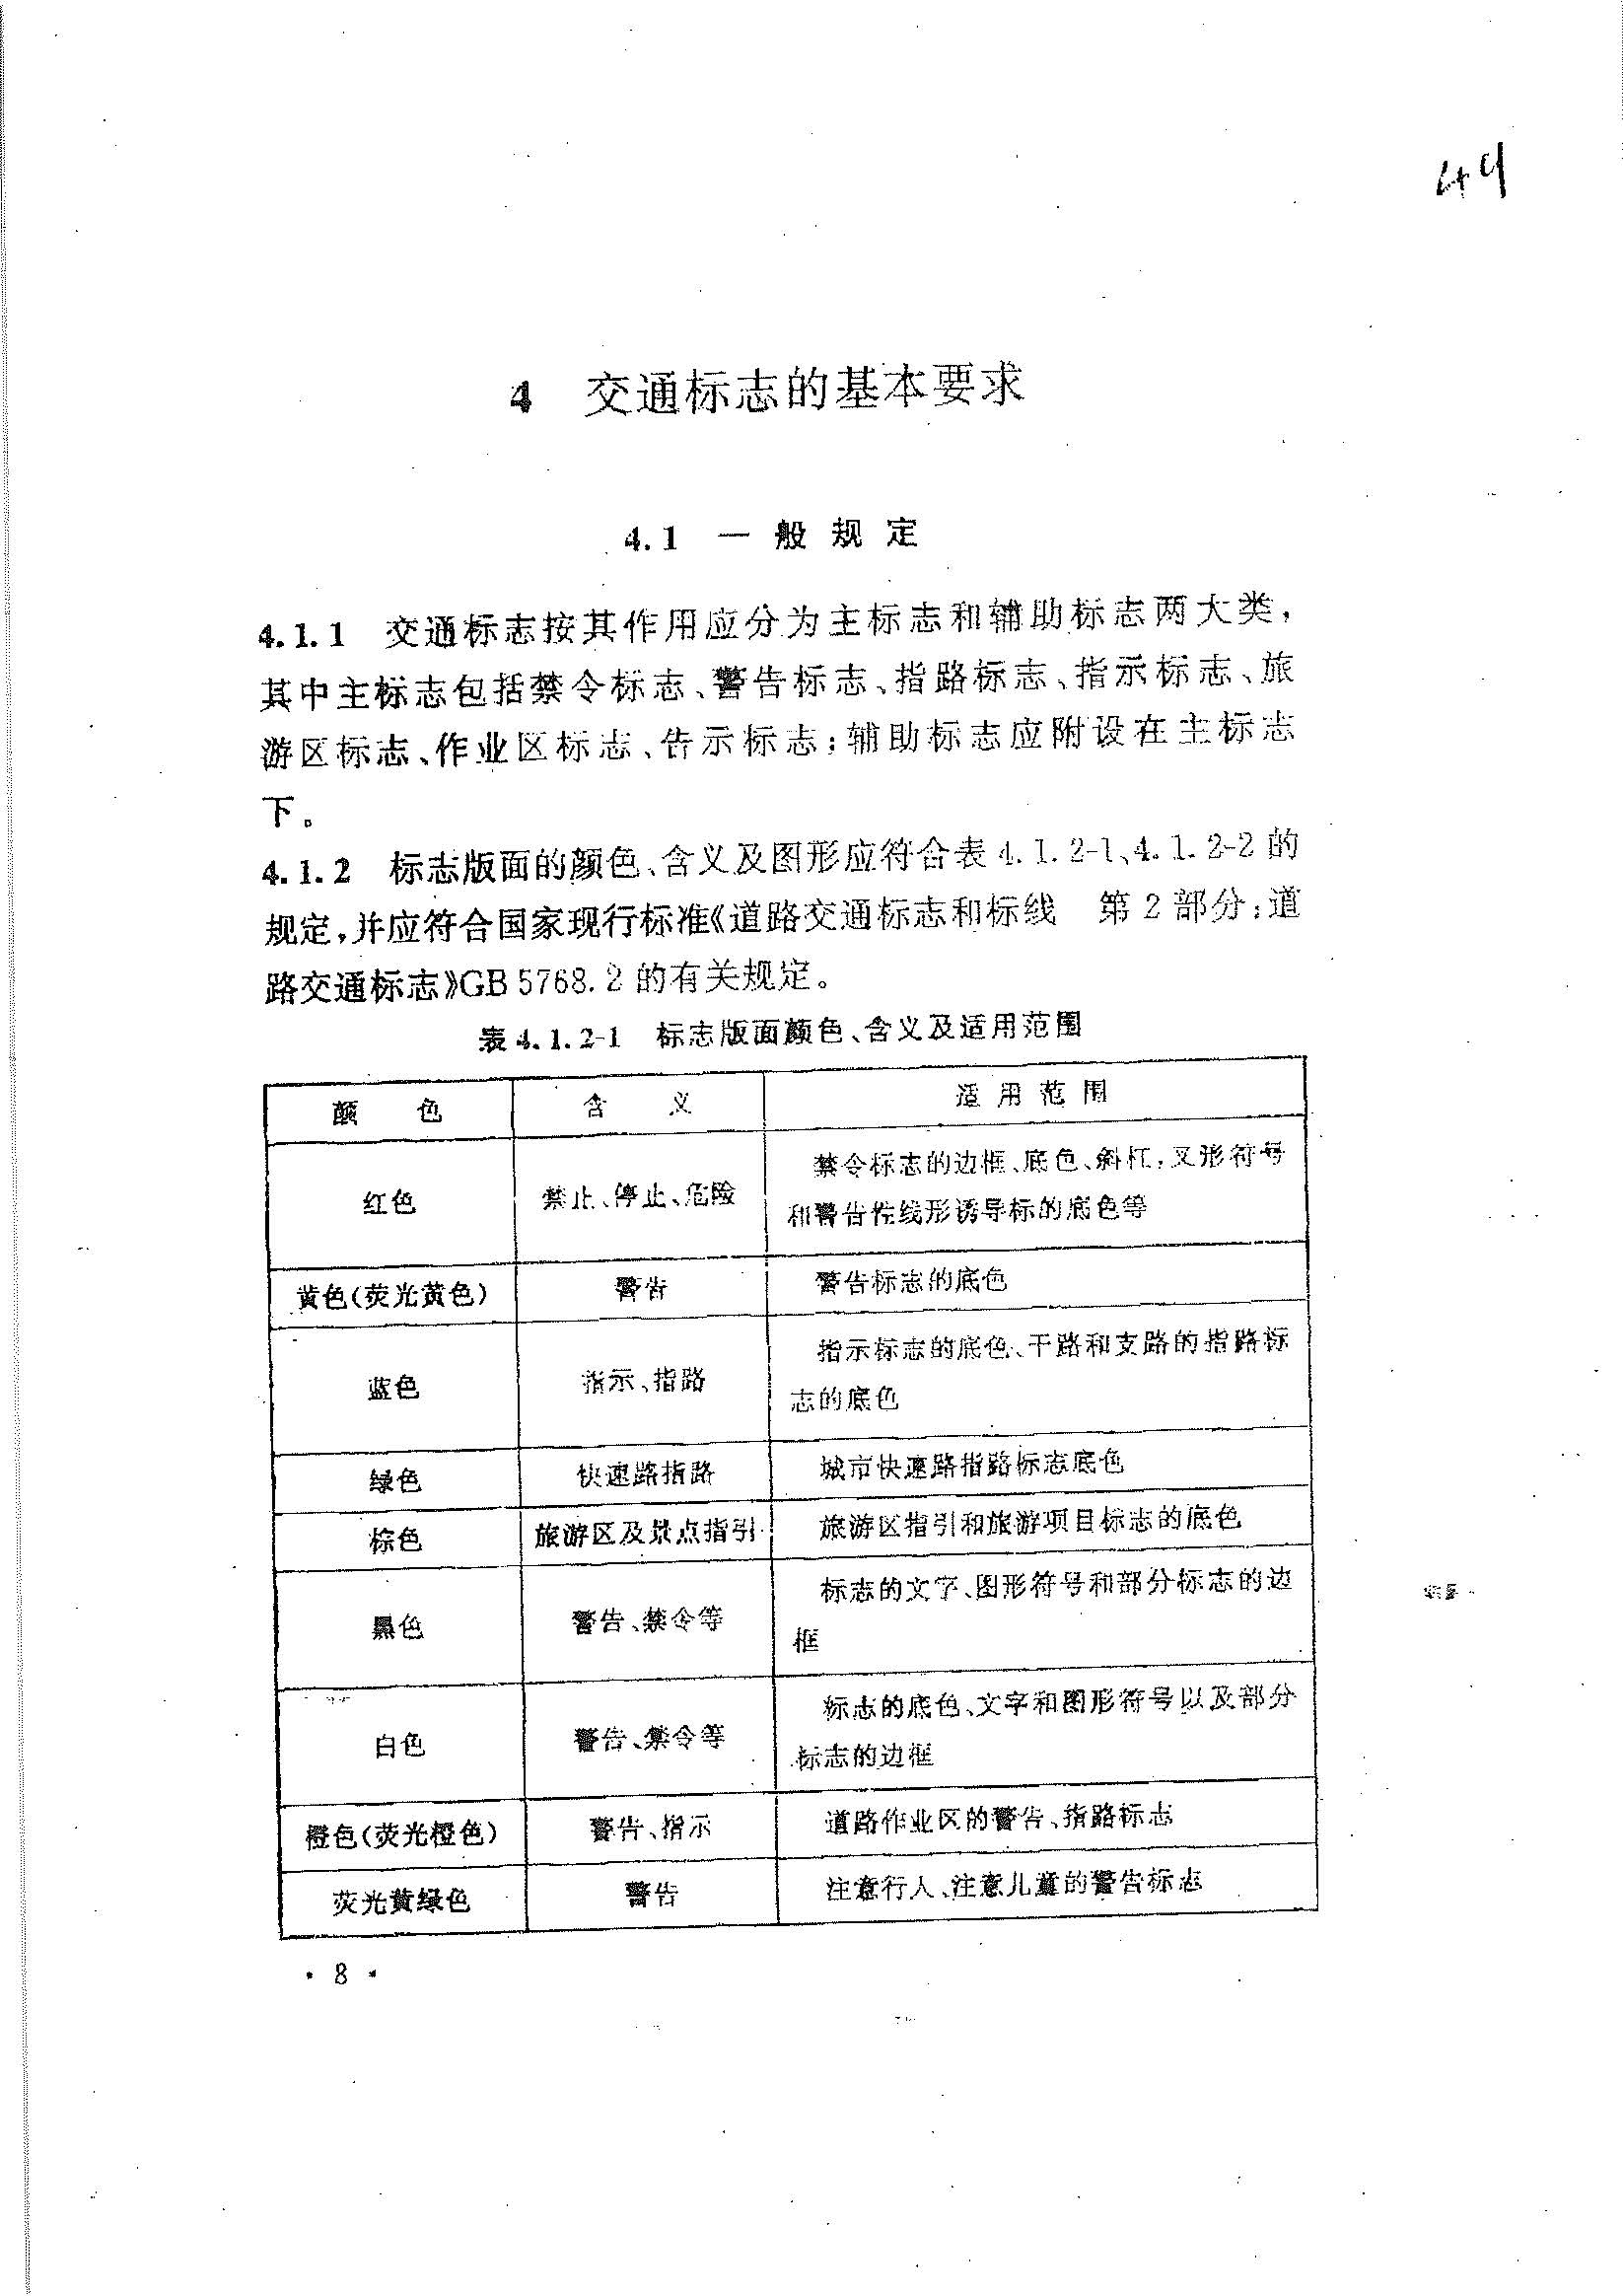 49
4 交通标志的基本要求
4.1 一般规定
4.1.1 交通标志按其作用应分为主标志和辅助标志两大类，
其中主标志包括禁令标志、警告标志、指路标志、指示标志、旅
游区标志、作业区标志、告示标志；辅助标志应附设在主标志
下。
4.1.2 标志版面的颜色、含义及图形应符合表 4.1.2-1、4.1.2-2 的
规定，并应符合国家现行标准《道路交通标志和标线 第 2 部分：道
路交通标志》GB 5768.2 的有关规定。
表 4.1.2-1 标志版面颜色、含义及适用范围
颜 色 含 义 适用范围
禁令标志的边框、底色、斜杠，叉形符号
红色 禁止、停止、危险
和警告性线形诱导标的底色等
黄色(荧光黄色) 警告 警告标志的底色
指示标志的底色、干路和支路的指路标
蓝色 指示、指路
志的底色
绿色 快速路指路 城市快速路指路标志底色
棕色 旅游区及景点指引 旅游区指引和旅游项目标志的底色
标志的文字、图形符号和部分标志的边
黑色 警告、禁令等
框
标志的底色、文字和图形符号以及部分
白色 警告、禁令等
标志的边框
橙色(荧光橙色) 警告、指示 道路作业区的警告、指路标志
荧光黄绿色 警告 注意行人、注意儿童的警告标志
· 8 ·